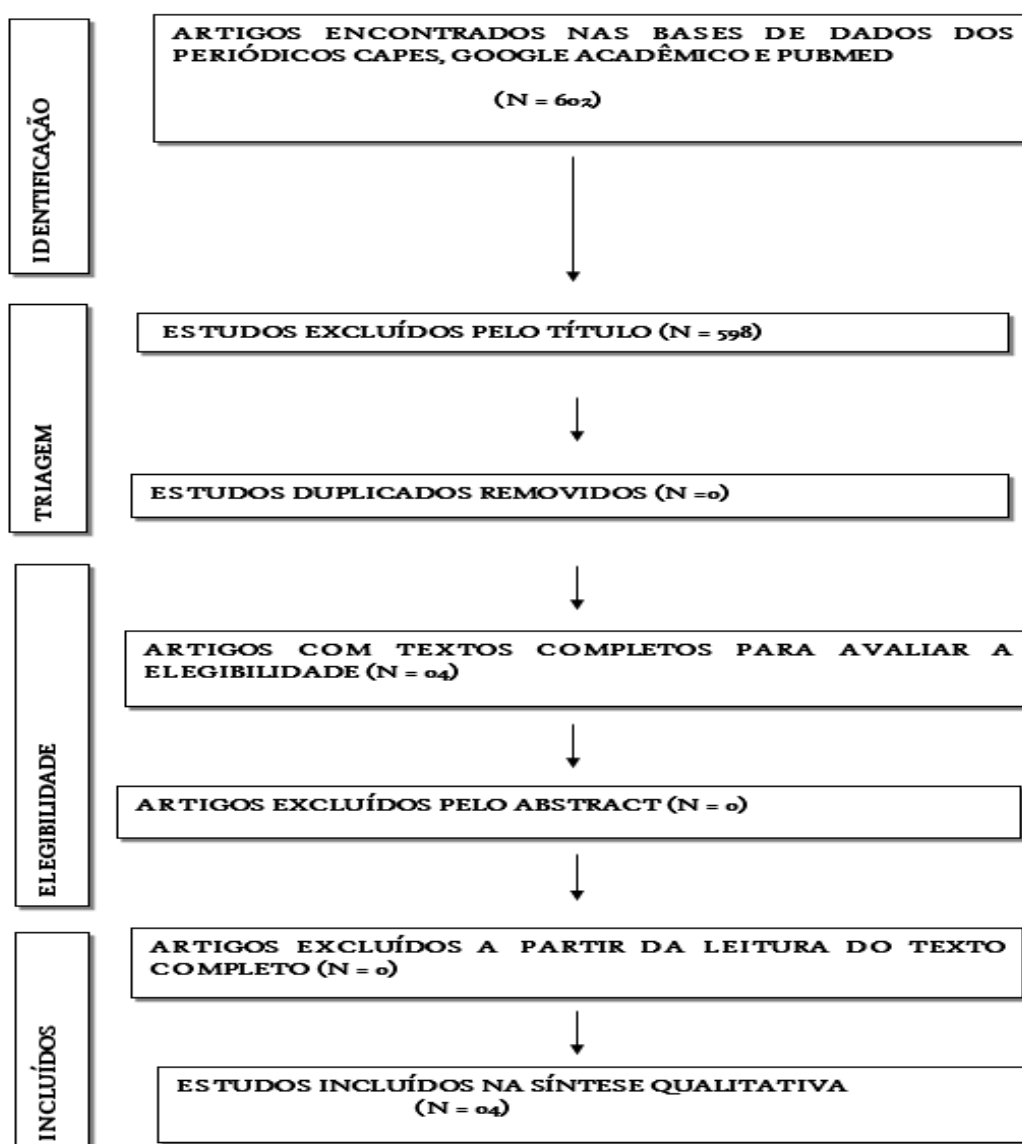 IDENTIFICAÇÃO
ARTIGOS ENCONTRADOS NAS BASES DE DADOS DOS
PERIÓDICOS CAPES, GOOGLE ACADÊMICO E PUBMED
(N = 602)
TRIAGEM
ESTUDOS EXCLUÍDOS PELO TÍTULO (N = 598)
ESTUDOS DUPLICADOS REMOVIDOS (N =0)
ELEGIBILIDADE
ARTIGOS COM TEXTOS COMPLETOS PARA AVALIAR A
ELEGIBILIDADE (N = 04)
ARTIGOS EXCLUÍDOS PELO ABSTRACT (N = 0)
INCLUÍDOS
ARTIGOS EXCLUÍDOS A PARTIR DA LEITURA DO TEXTO
COMPLETO (N = 0)
ESTUDOS INCLUÍDOS NA SÍNTESE QUALITATIVA
(N = 04)